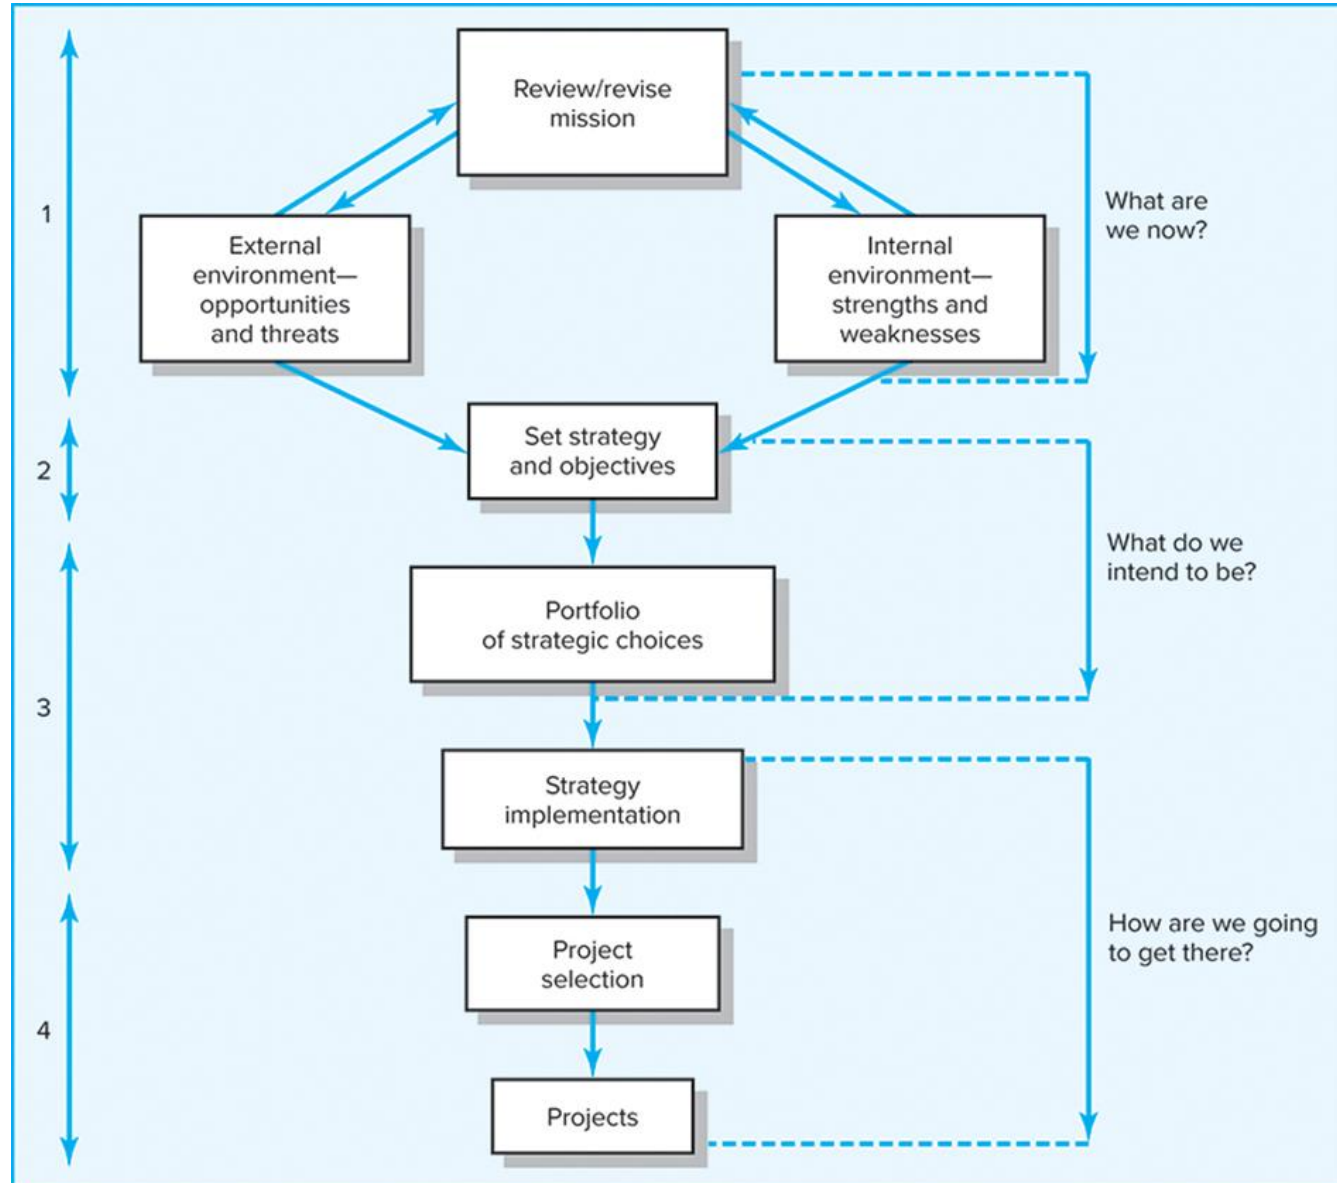 Review/revise
mission
1
What are
we now?
External
environment—
opportunities
and threats
Internal
environment—
strengths and
weaknesses
2
Set strategy
and objectives
What do we
intend to be?
Portfolio
of strategic choices
3
Strategy
implementation
How are we going
to get there?
Project
selection
4
Projects